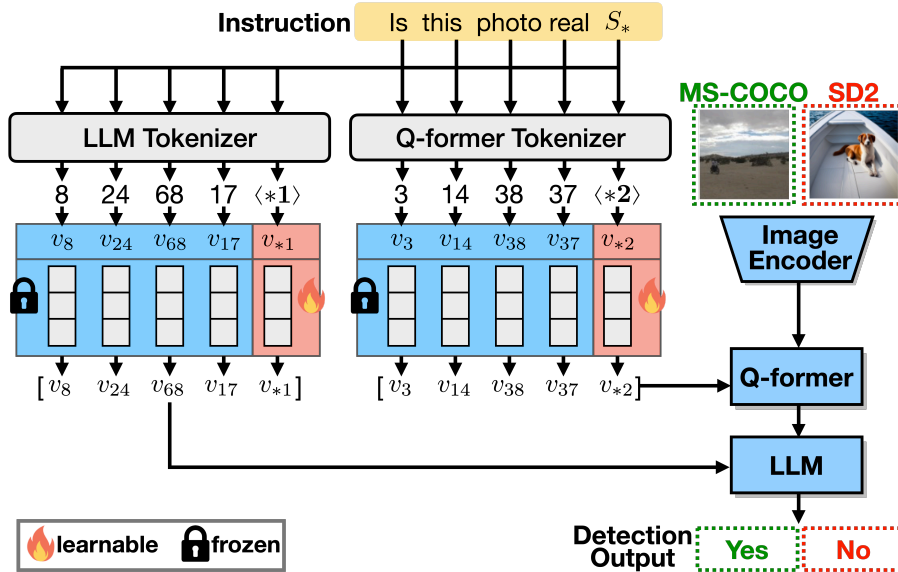 Instruction Is this photo real S*
MS-COCO SD2
LLM Tokenizer Q-former Tokenizer
8 24 68 17 ⟨*1⟩ 3 14 38 37 ⟨*2⟩
v8 v24 v68 v17 v*1 v3 v14 v38 v37 v*2
Image
Encoder
[v8 v24 v68 v17 v*1] [v3 v14 v38 v37 v*2]
Q-former
LLM
learnable frozen
Detection
Output
Yes No